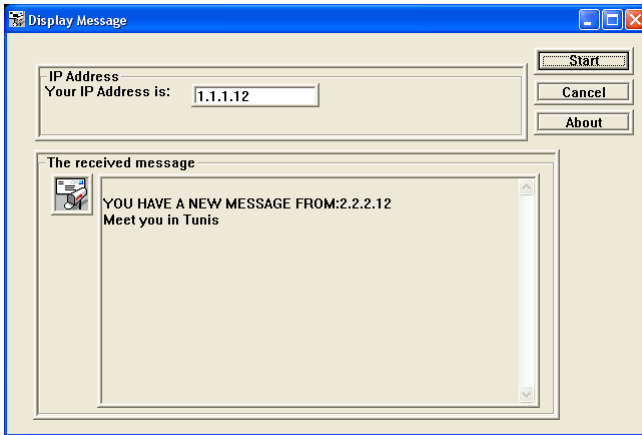 Display Message
Start
IP Address
Your IP Address is:
1.1.1.12
Cancel
About
The received message
YOU HAVE A NEW MESSAGE FROM:2.2.2.12
Meet you in Tunis